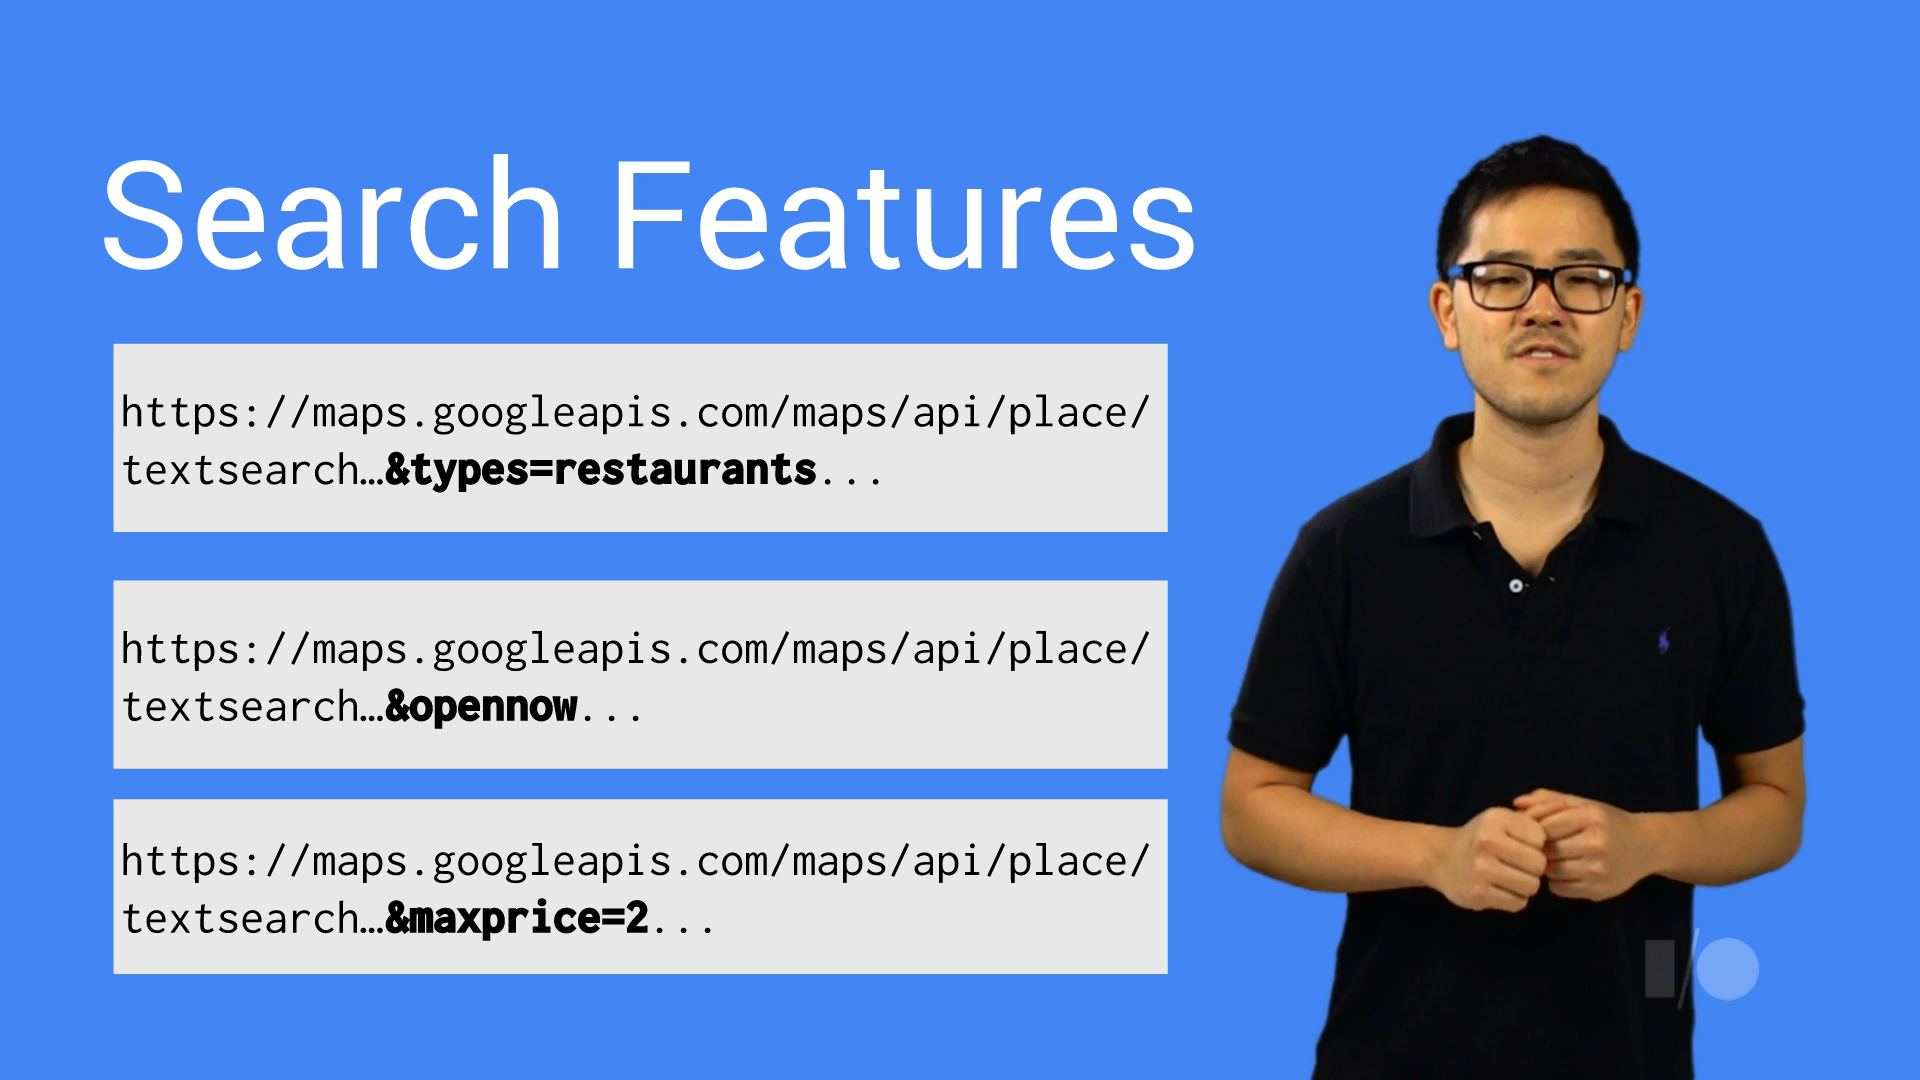 Search Features
https://maps.googleapis.com/maps/api/place/
textsearch…&types=restaurants...
https://maps.googleapis.com/maps/api/place/
textsearch…&opennow...
https://maps.googleapis.com/maps/api/place/
textsearch…&maxprice=2...
I/O